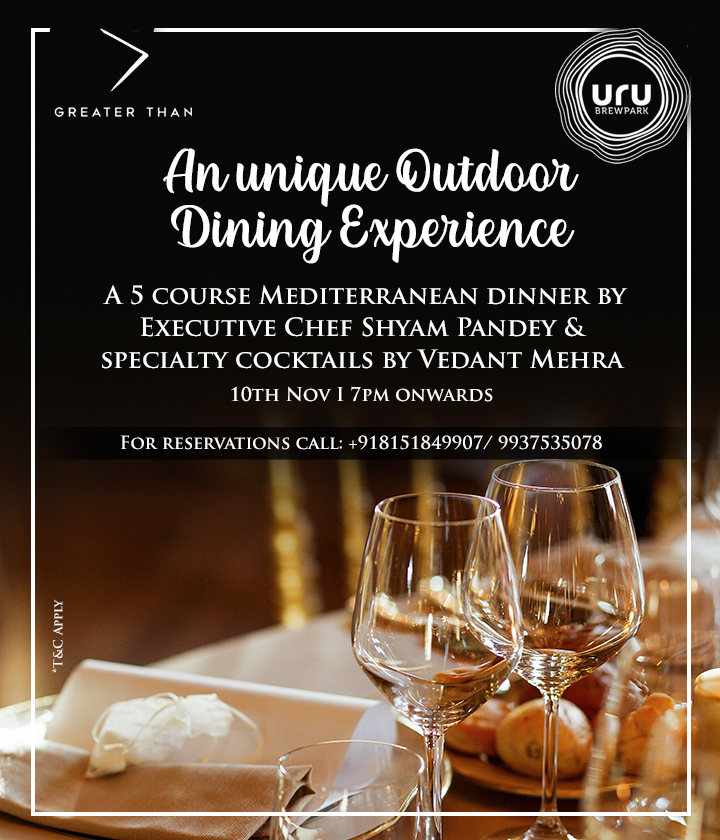 GREATER THAN
uru
BREWPARK
An unique Outdoor
Dining Experience
A 5 COURSE MEDITERRANEAN DINNER BY
EXECUTIVE CHEF SHYAM PANDEY &
SPECIALTY COCKTAILS BY VEDANT MEHRA
10TH NOV I 7PM ONWARDS
FOR RESERVATIONS CALL: +918151849907/ 9937535078
*T&C APPLY